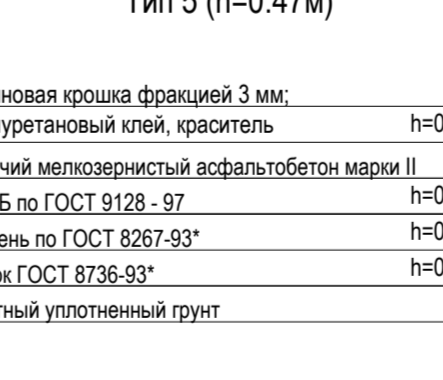 Тип 5 (h=0.47м)
новая крошка фракцией 3 мм;
уретановый клей, краситель h=0
чий мелкозернистый асфальтобетон марки II
Б по ГОСТ 9128 - 97 h=0
ень по ГОСТ 8267-93* h=0
ок ГОСТ 8736-93* h=0
тный уплотненный грунт